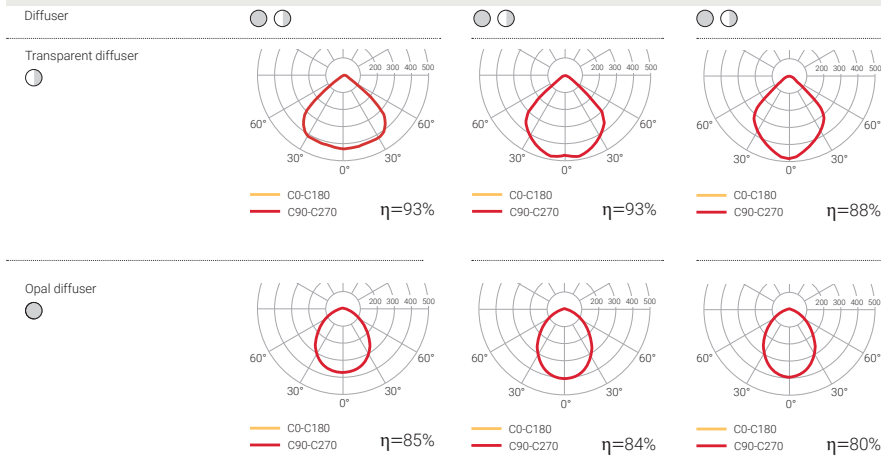 Diffuser
Transparent diffuser
200 300 400 500
200 300 400 500
200 300 400 500
60° 60°
60° 60°
60° 60°
30° 30°
30° 30°
30° 30°
0°
0°
0°
C0-C180
C0-C180
C0-C180
C90-C270 η=93%
C90-C270 η=93%
C90-C270 η=88%
Opal diffuser
200 300 400 500
200 300 400 500
200 300 400 500
60° 60°
60° 60°
60° 60°
30° 30°
30° 30°
30° 30°
0°
0°
0°
C0-C180
C0-C180
C0-C180
C90-C270 η=85%
C90-C270 η=84%
C90-C270 η=80%